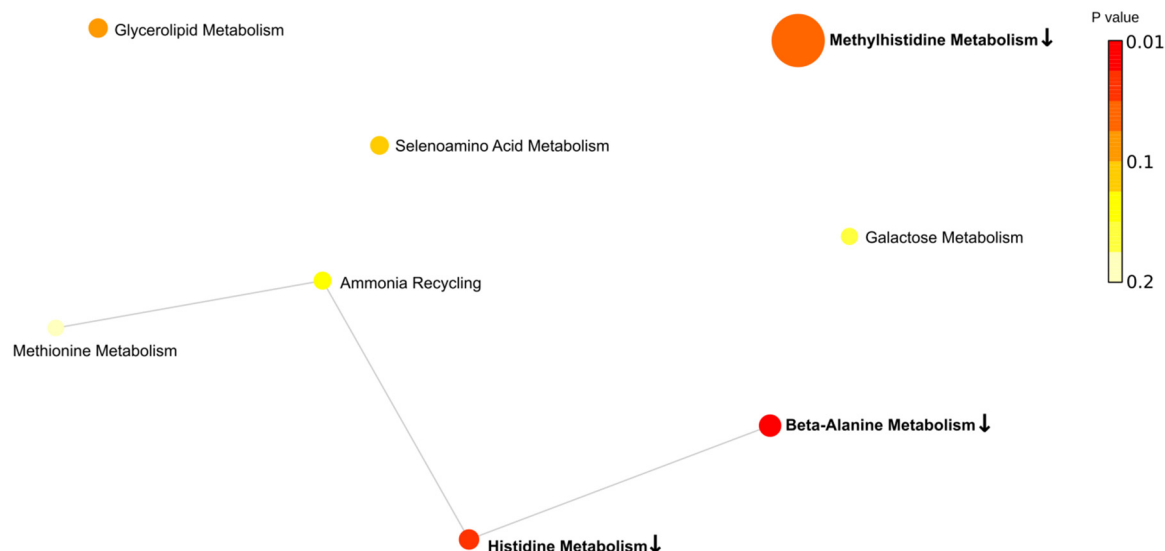 P value
Glycerolipid Metabolism
Methylhistidine Metabolism↓
0.01
Selenoamino Acid Metabolism
0.1
Galactose Metabolism
Ammonia Recycling
0.2
Methionine Metabolism
Beta-Alanine Metabolism↓
Histidine Metabolism↓